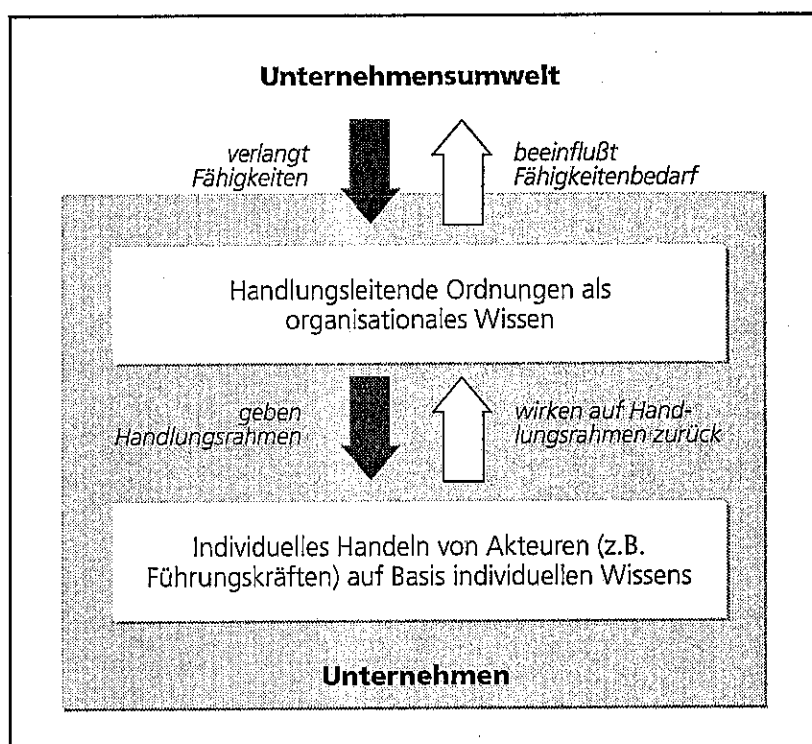 Unternehmensumwelt
verlangt
Fähigkeiten
beeinflußt
Fähigkeitenbedarf
Handlungsleitende Ordnungen als
organisationales Wissen
geben
Handlungsrahmen
wirken auf Hand-
lungsrahmen zurück
Individuelles Handeln von Akteuren (z.B.
Führungskräften) auf Basis individuellen Wissens
Unternehmen